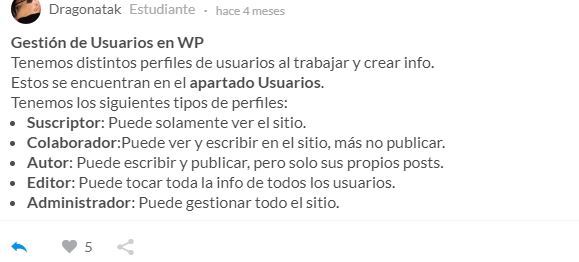 Dragonatak Estudiante · hace 4 meses
Gestión de Usuarios en WP
Tenemos distintos perfiles de usuarios al trabajar y crear info.
Estos se encuentran en el apartado Usuarios.
Tenemos los siguientes tipos de perfiles:
• Suscriptor: Puede solamente ver el sitio.
• Colaborador:Puede ver y escribir en el sitio, más no publicar.
• Autor: Puede escribir y publicar, pero solo sus propios posts.
• Editor: Puede tocar toda la info de todos los usuarios.
• Administrador: Puede gestionar todo el sitio.
5